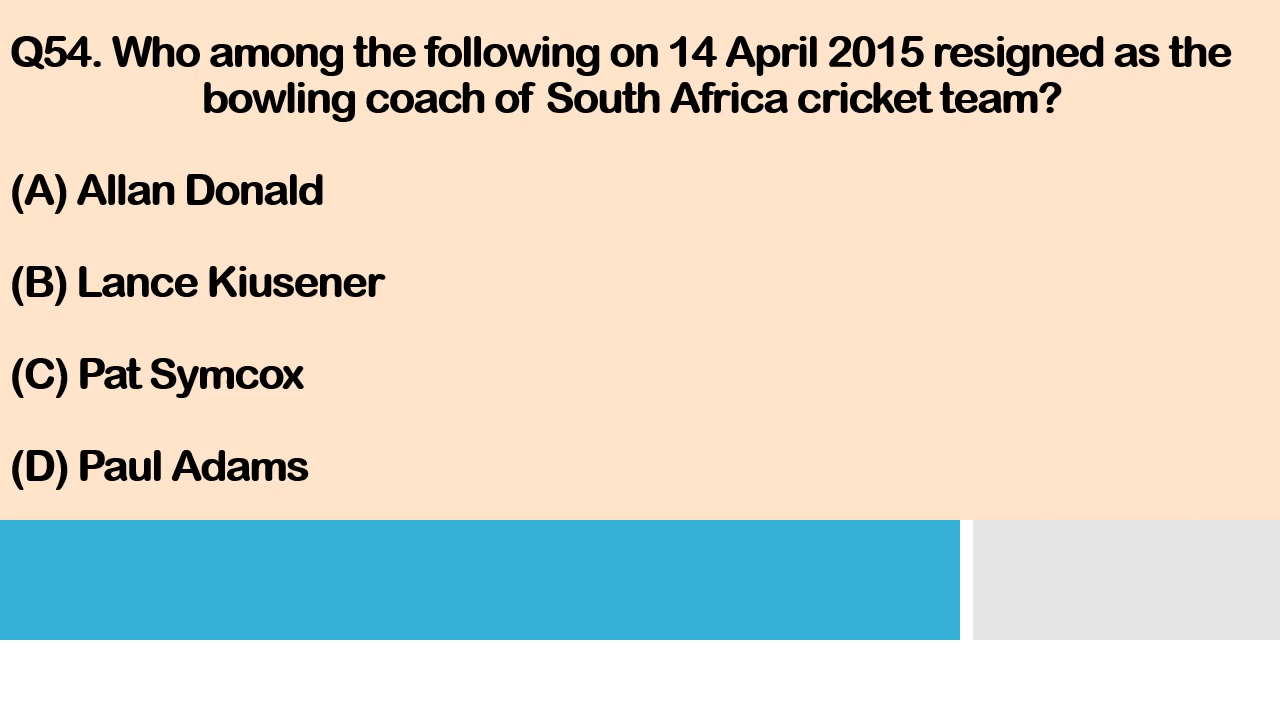 Q54. Who among the following on 14 April 2015 resigned as the
bowling coach of South Africa cricket team?
(A) Allan Donald
(B) Lance Kiusener
(C) Pat Symcox
(D) Paul Adams